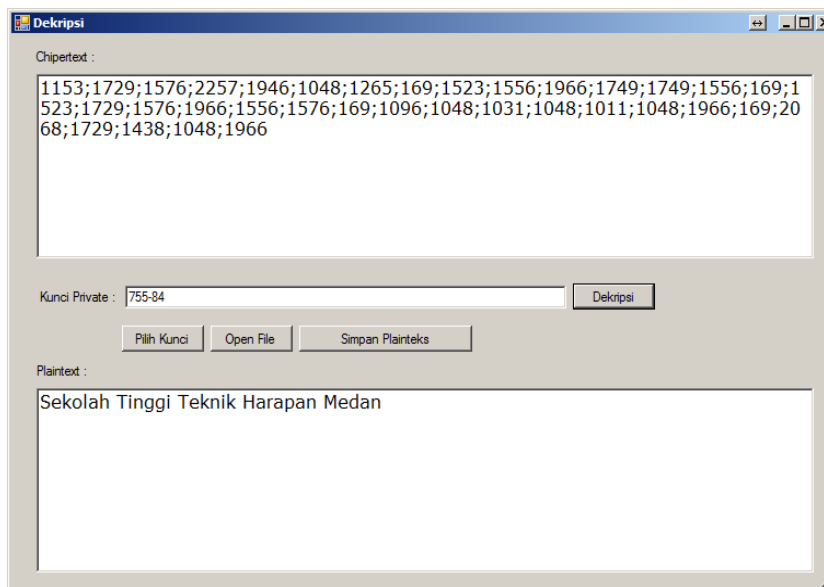 Dekripsi
Chipertext :
1153;1729;1576;2257;1946;1048;1265;169;1523;1556;1966;1749;1749;1556;169;1
523;1729;1576;1966;1556;1576;169;1096;1048;1031;1048;1011;1048;1966;169;20
68;1729;1438;1048;1966
Kunci Private : 755-84 Dekripsi
Pilih Kunci Open File Simpan Plainteks
Plaintext :
Sekolah Tinggi Teknik Harapan Medan